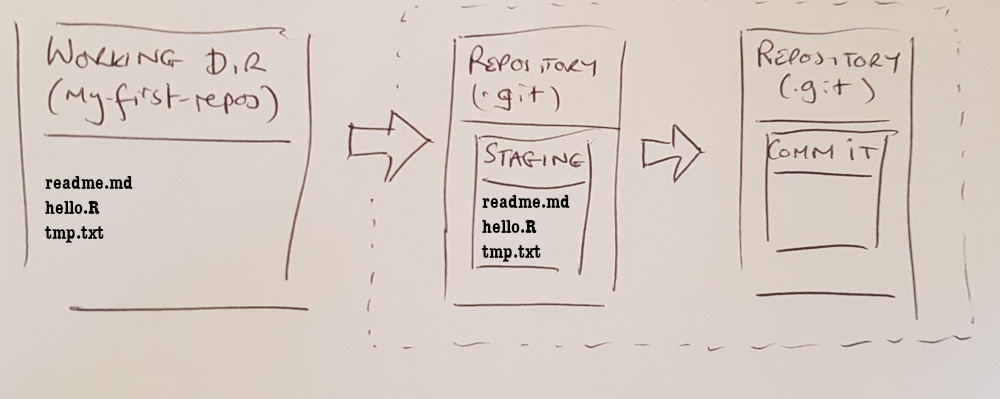 WORKING DIR
(My-first-repos)
readme.md
hello.R
tmp.txt
REPOSITORY
(.git)
STAGING
readme.md
hello.R
tmp.txt
REPOSITORY
(.git)
COMMIT